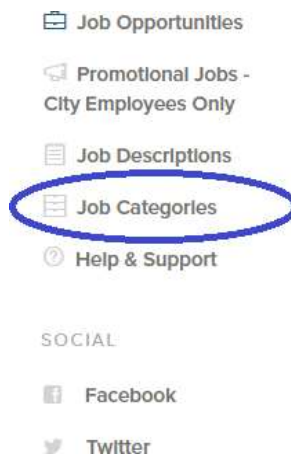 Job Opportunities
Promotional Jobs -
City Employees Only
Job Descriptions
Job Categories
Help & Support
SOCIAL
Facebook
Twitter